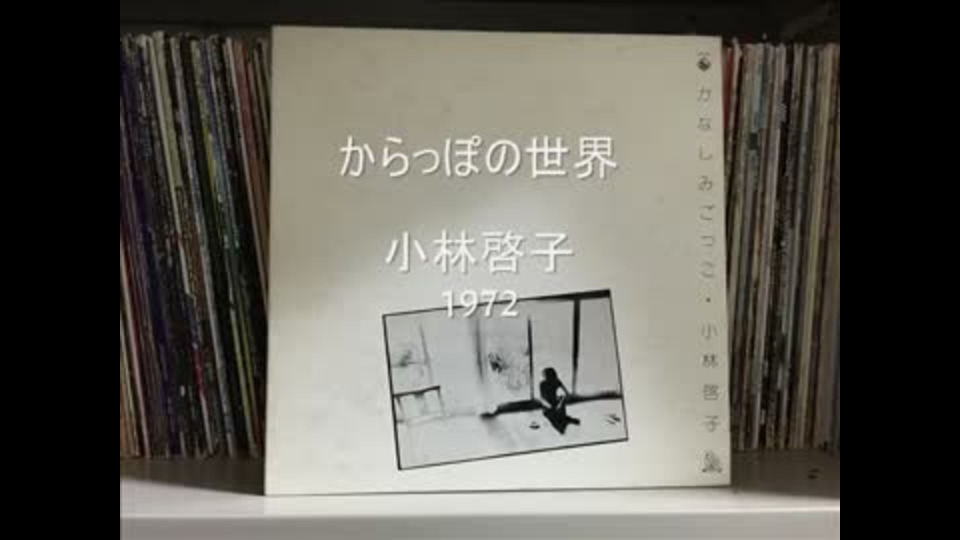 からっぽの世界
小林啓子
1972
かなしみごっこ・小林啓子